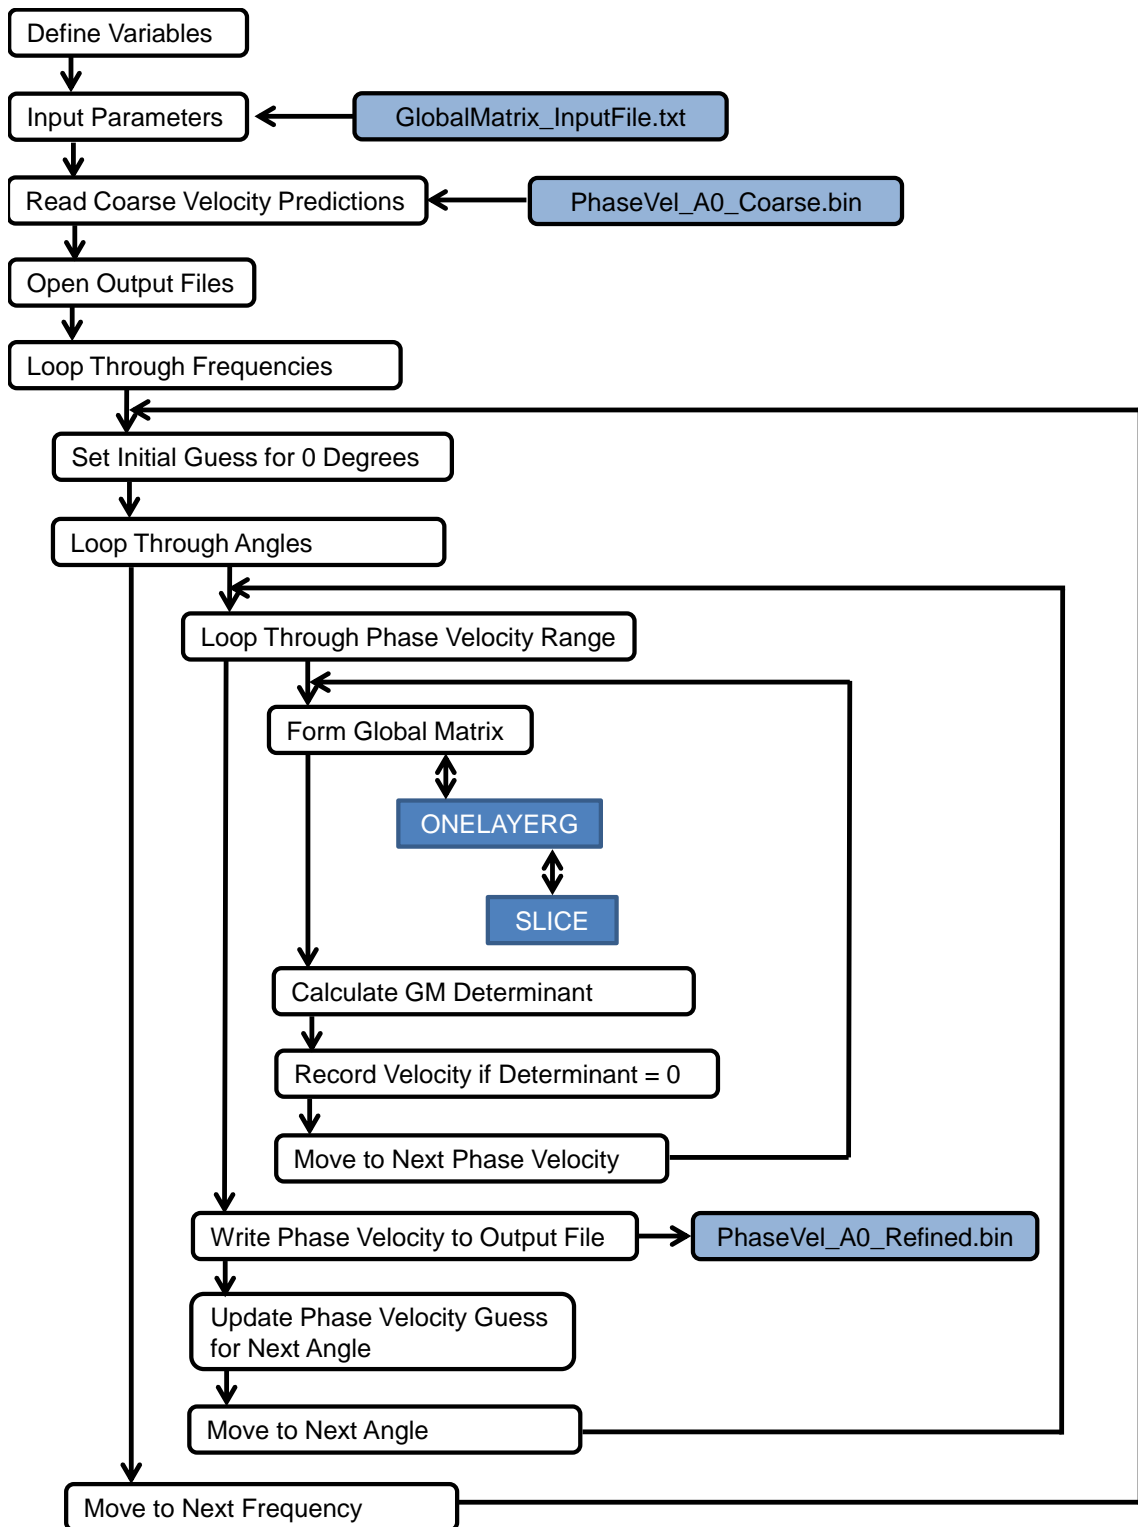 Define Variables
Input Parameters
GlobalMatrix_InputFile.txt
Read Coarse Velocity Predictions
PhaseVel_A0_Coarse.bin
Open Output Files
Loop Through Frequencies
Set Initial Guess for 0 Degrees
Loop Through Angles
Loop Through Phase Velocity Range
Form Global Matrix
ONELAYERG
SLICE
Calculate GM Determinant
Record Velocity if Determinant = 0
Move to Next Phase Velocity
Write Phase Velocity to Output File
PhaseVel_A0_Refined.bin
Update Phase Velocity Guess
for Next Angle
Move to Next Angle
Move to Next Frequency